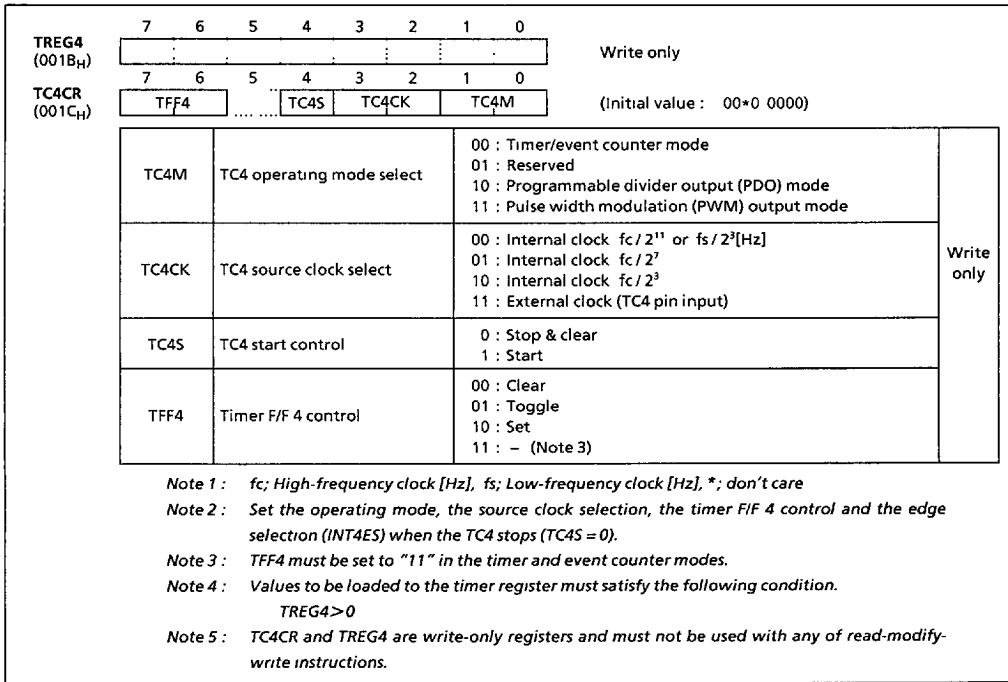 7 6 5 4 3 2 1 0
TREG4
(001BH) Write only
7 6 5 4 3 2 1 0
TC4CR
(001CH) TFF4 TC4S TC4CK TC4M (Initial value : 00*0 0000)
TC4M TC4 operating mode select
00 : Timer/event counter mode
01 : Reserved
10 : Programmable divider output (PDO) mode
11 : Pulse width modulation (PWM) output mode
TC4CK TC4 source clock select
00 : Internal clock fc/2¹¹ or fs/2³[Hz]
01 : Internal clock fc/2⁷
10 : Internal clock fc/2³
11 : External clock (TC4 pin input)
Write
only
TC4S TC4 start control
0 : Stop & clear
1 : Start
TFF4 Timer F/F 4 control
00 : Clear
01 : Toggle
10 : Set
11 : – (Note 3)
Note 1 : fc; High-frequency clock [Hz], fs; Low-frequency clock [Hz], *; don't care
Note 2 : Set the operating mode, the source clock selection, the timer F/F 4 control and the edge
selection (INT4ES) when the TC4 stops (TC4S = 0).
Note 3 : TFF4 must be set to "11" in the timer and event counter modes.
Note 4 : Values to be loaded to the timer register must satisfy the following condition.
TREG4>0
Note 5 : TC4CR and TREG4 are write-only registers and must not be used with any of read-modify-
write instructions.